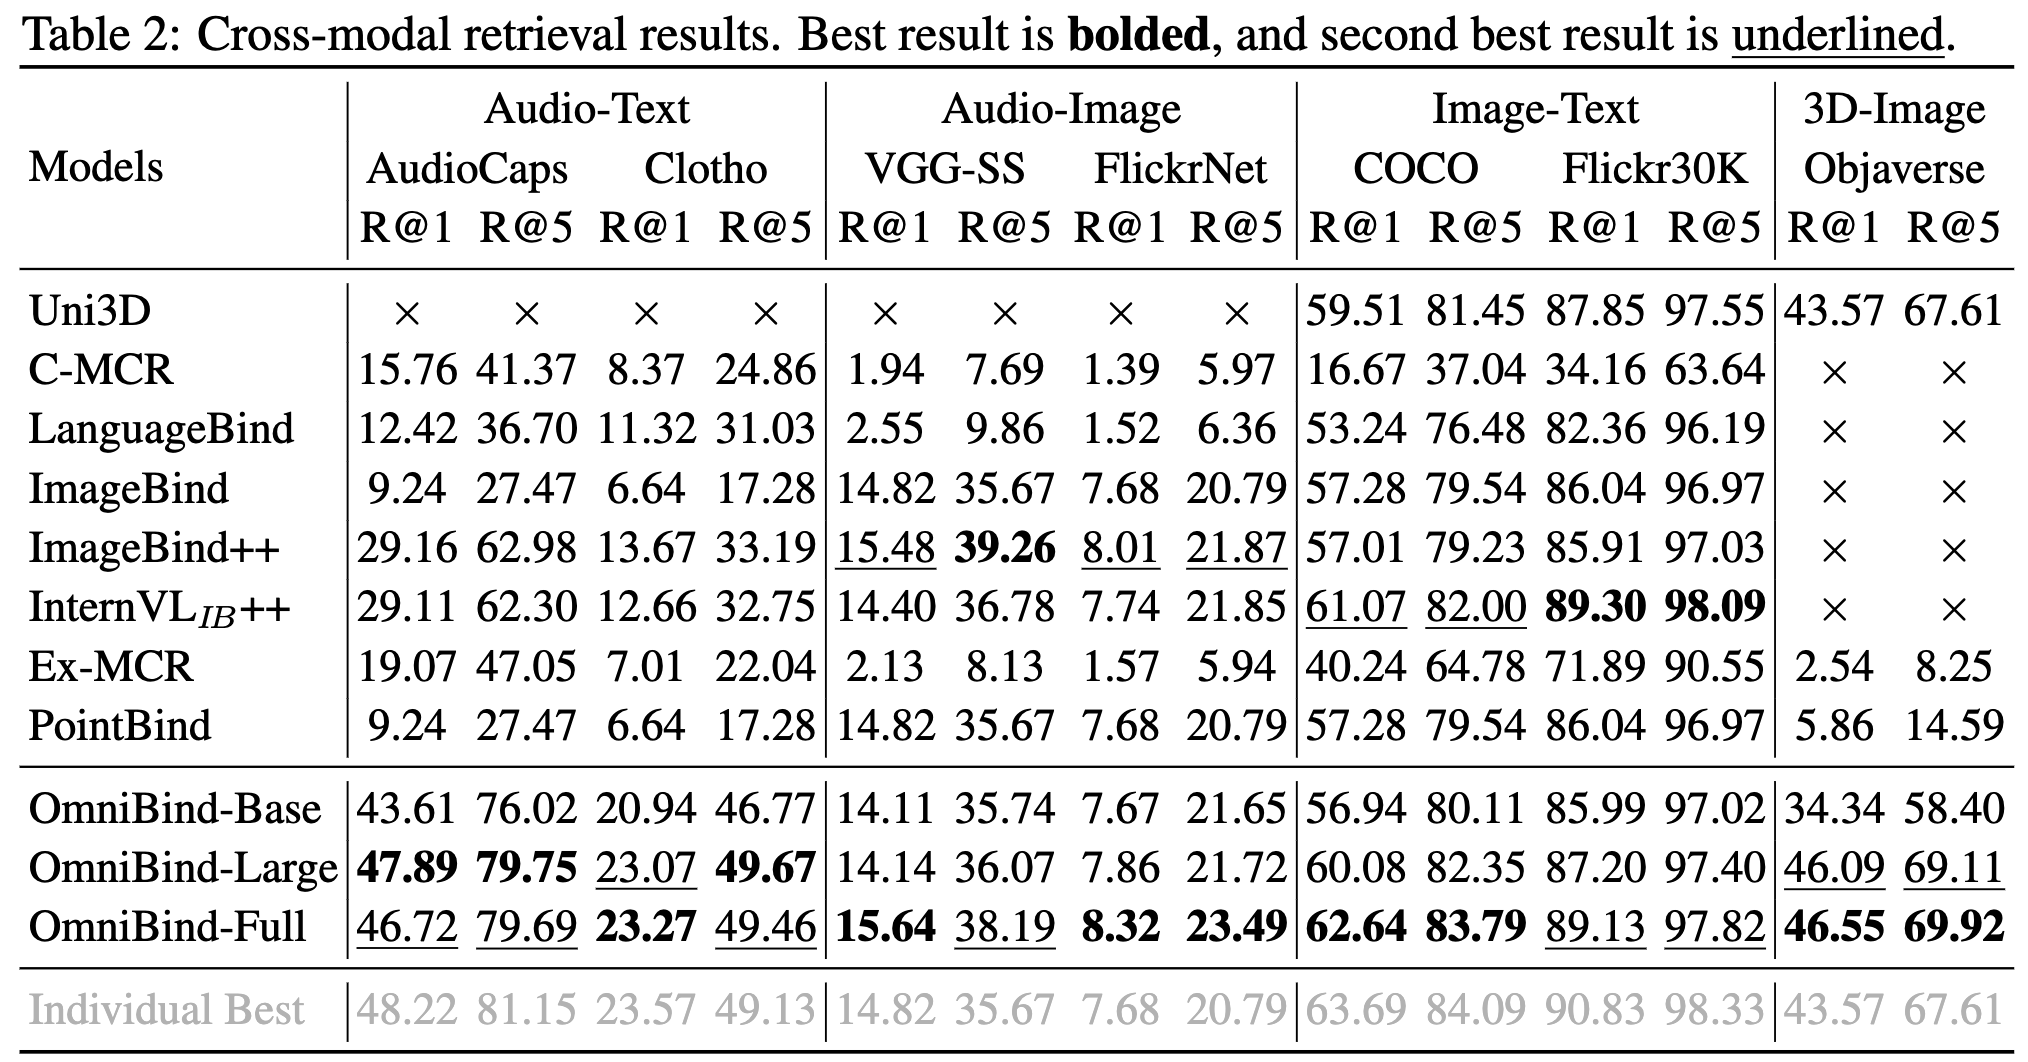 Table 2: Cross-modal retrieval results. Best result is bolded, and second best result is underlined.
Models Audio-Text Audio-Image Image-Text 3D-Image
AudioCaps Clotho VGG-SS FlickrNet COCO Flickr30K Objaverse
R@1 R@5 R@1 R@5 R@1 R@5 R@1 R@5 R@1 R@5 R@1 R@5 R@1 R@5
Uni3D × × × × × × × × 59.51 81.45 87.85 97.55 43.57 67.61
C-MCR 15.76 41.37 8.37 24.86 1.94 7.69 1.39 5.97 16.67 37.04 34.16 63.64 × ×
LanguageBind 12.42 36.70 11.32 31.03 2.55 9.86 1.52 6.36 53.24 76.48 82.36 96.19 × ×
ImageBind 9.24 27.47 6.64 17.28 14.82 35.67 7.68 20.79 57.28 79.54 86.04 96.97 × ×
ImageBind++ 29.16 62.98 13.67 33.19 15.48 39.26 8.01 21.87 57.01 79.23 85.91 97.03 × ×
InternVL_IB++ 29.11 62.30 12.66 32.75 14.40 36.78 7.74 21.85 61.07 82.00 89.30 98.09 × ×
Ex-MCR 19.07 47.05 7.01 22.04 2.13 8.13 1.57 5.94 40.24 64.78 71.89 90.55 2.54 8.25
PointBind 9.24 27.47 6.64 17.28 14.82 35.67 7.68 20.79 57.28 79.54 86.04 96.97 5.86 14.59
OmniBind-Base 43.61 76.02 20.94 46.77 14.11 35.74 7.67 21.65 56.94 80.11 85.99 97.02 34.34 58.40
OmniBind-Large 47.89 79.75 23.07 49.67 14.14 36.07 7.86 21.72 60.08 82.35 87.20 97.40 46.09 69.11
OmniBind-Full 46.72 79.69 23.27 49.46 15.64 38.19 8.32 23.49 62.64 83.79 89.13 97.82 46.55 69.92
Individual Best 48.22 81.15 23.57 49.13 14.82 35.67 7.68 20.79 63.69 84.09 90.83 98.33 43.57 67.61